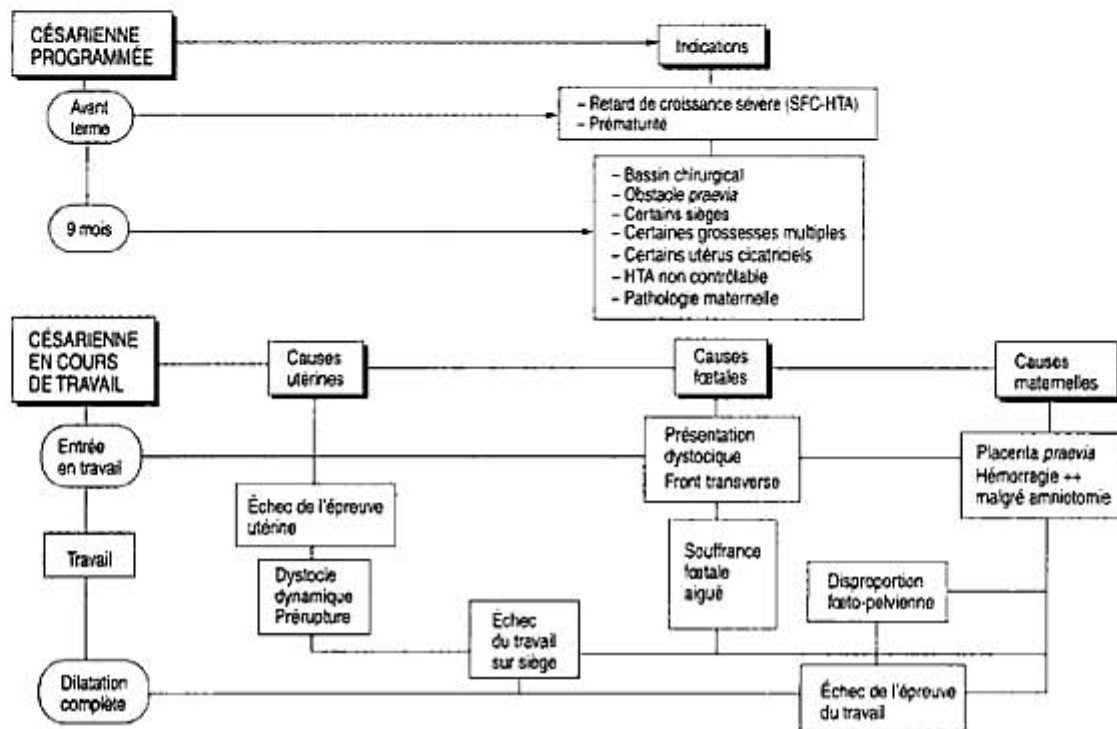 CÉSARIENNE
PROGRAMMÉE
Indications
Avant
terme
– Retard de croissance sévère (SFC-HTA)
– Prématurité
9 mois
– Bassin chirurgical
– Obstacle praevia
– Certains sièges
– Certaines grossesses multiples
– Certains utérus cicatriciels
– HTA non contrôlable
– Pathologie maternelle
CÉSARIENNE
EN COURS
DE TRAVAIL
Causes
utérines
Causes
fœtales
Causes
maternelles
Entrée
en travail
Présentation
dystocique
Front transverse
Placenta praevia
Hémorragie ++
malgré amniotomie
Échec de l'épreuve
utérine
Travail
Dystocie
dynamique
Prérupture
Souffrance
fœtale
aiguë
Disproportion
fœto-pelvienne
Échec
du travail
sur siège
Dilatation
complète
Échec de l'épreuve
du travail